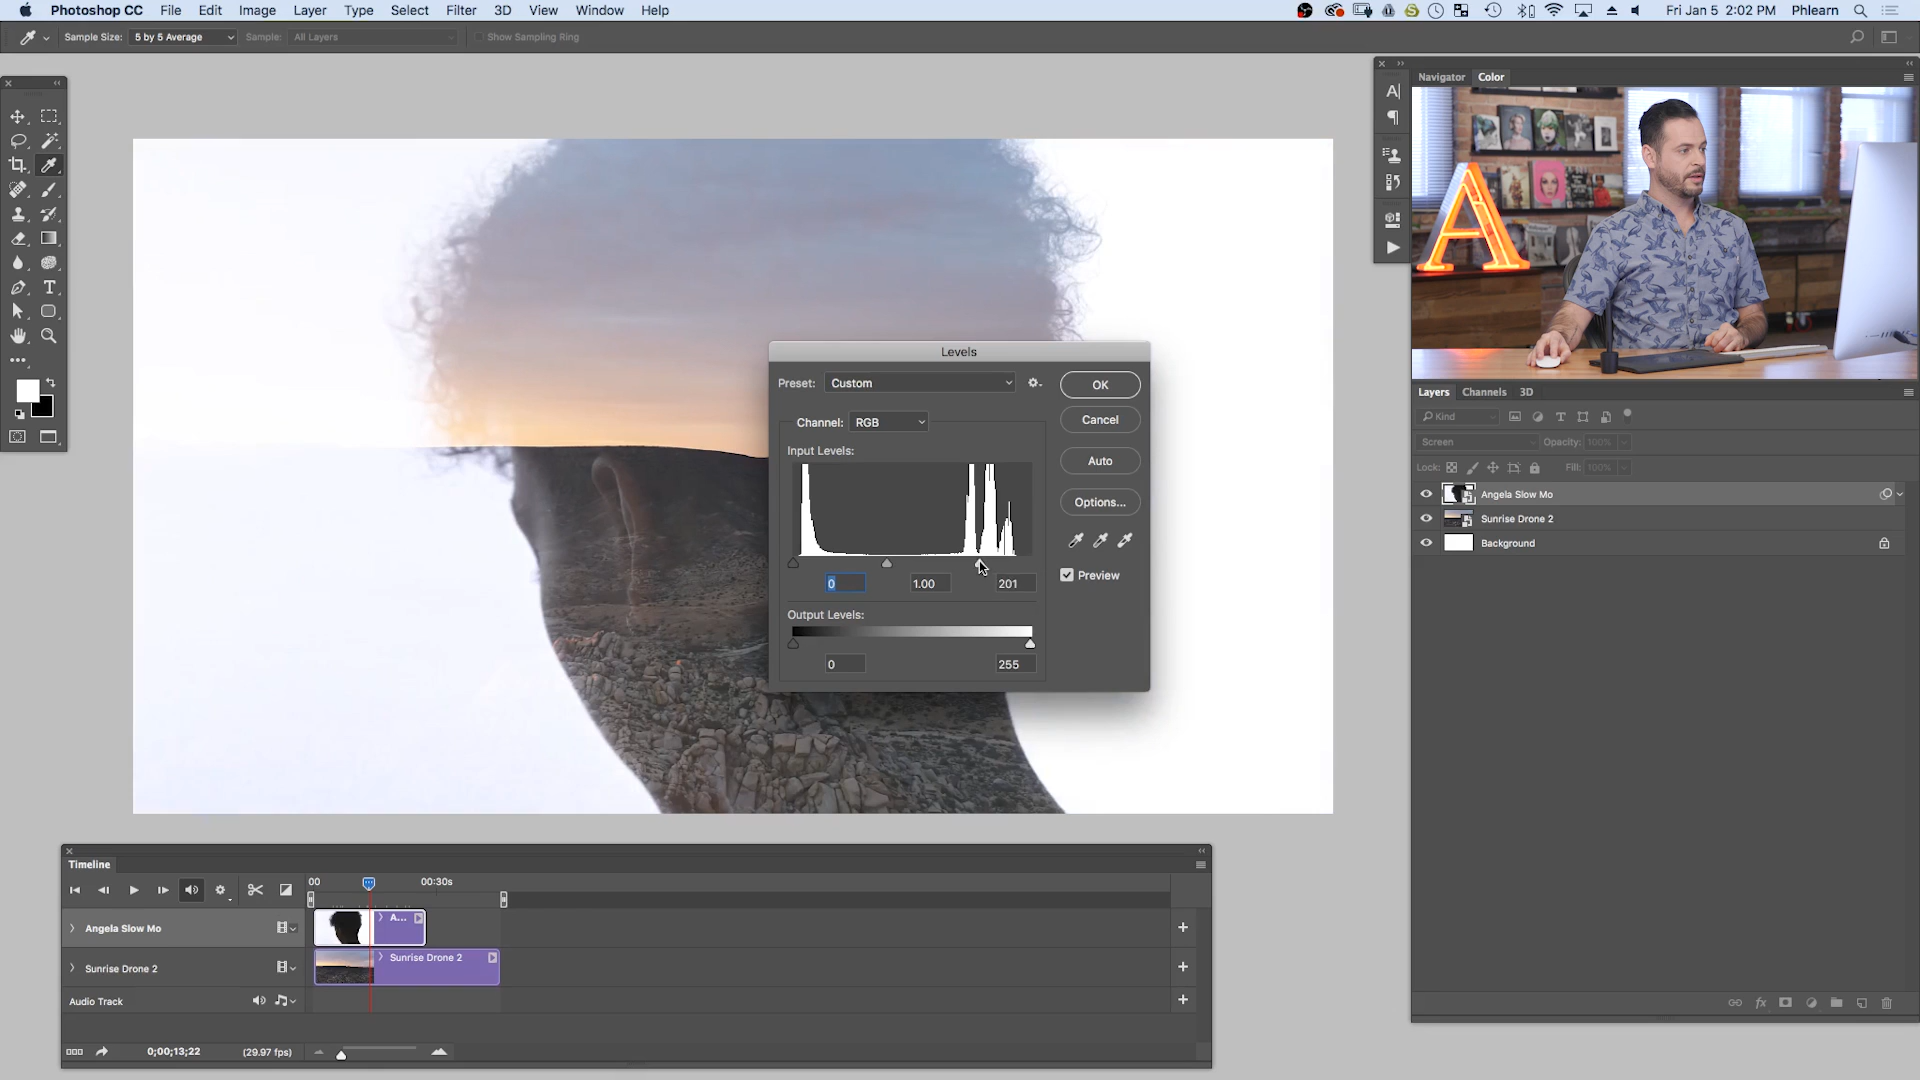 Photoshop CC File Edit Image Layer Type Select Filter 3D View Window Help Fri Jan 5 2:02 PM Phlearn
Sample Size: 5 by 5 Average Sample: All Layers Show Sampling Ring
Navigator Color
Levels
Preset: Custom
OK
Channel: RGB
Cancel
Input Levels:
Auto
Options...
0 1.00 201
Preview
Output Levels:
0 255
Layers Channels 3D
Kind
Screen Opacity: 100%
Lock: Fill: 100%
Angela Slow Mo
Sunrise Drone 2
Background
Timeline
00 00:30s
Angela Slow Mo A...
Sunrise Drone 2 Sunrise Drone 2
Audio Track
0;00;13;22 (29.97 fps)